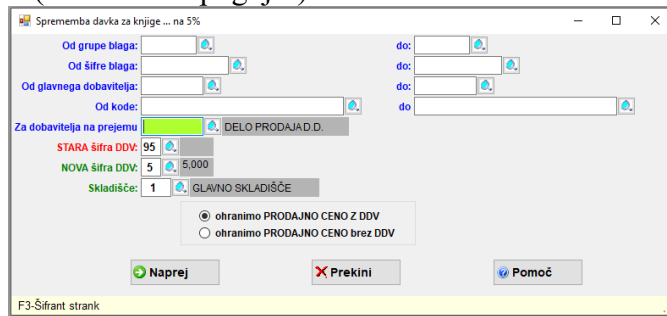 Sprememba davka za knjige ... na 5%
Od grupe blaga: do:
Od šifre blaga: do:
Od glavnega dobavitelja: do:
Od kode: do
Za dobavitelja na prejemu DELO PRODAJA D.D.
STARA šifra DDV: 95
NOVA šifra DDV: 5 5,000
Skladišče: 1 GLAVNO SKLADIŠČE
ohranimo PRODAJNO CENO Z DDV
ohranimo PRODAJNO CENO brez DDV
Naprej Prekini Pomoč
F3-Šifrant strank